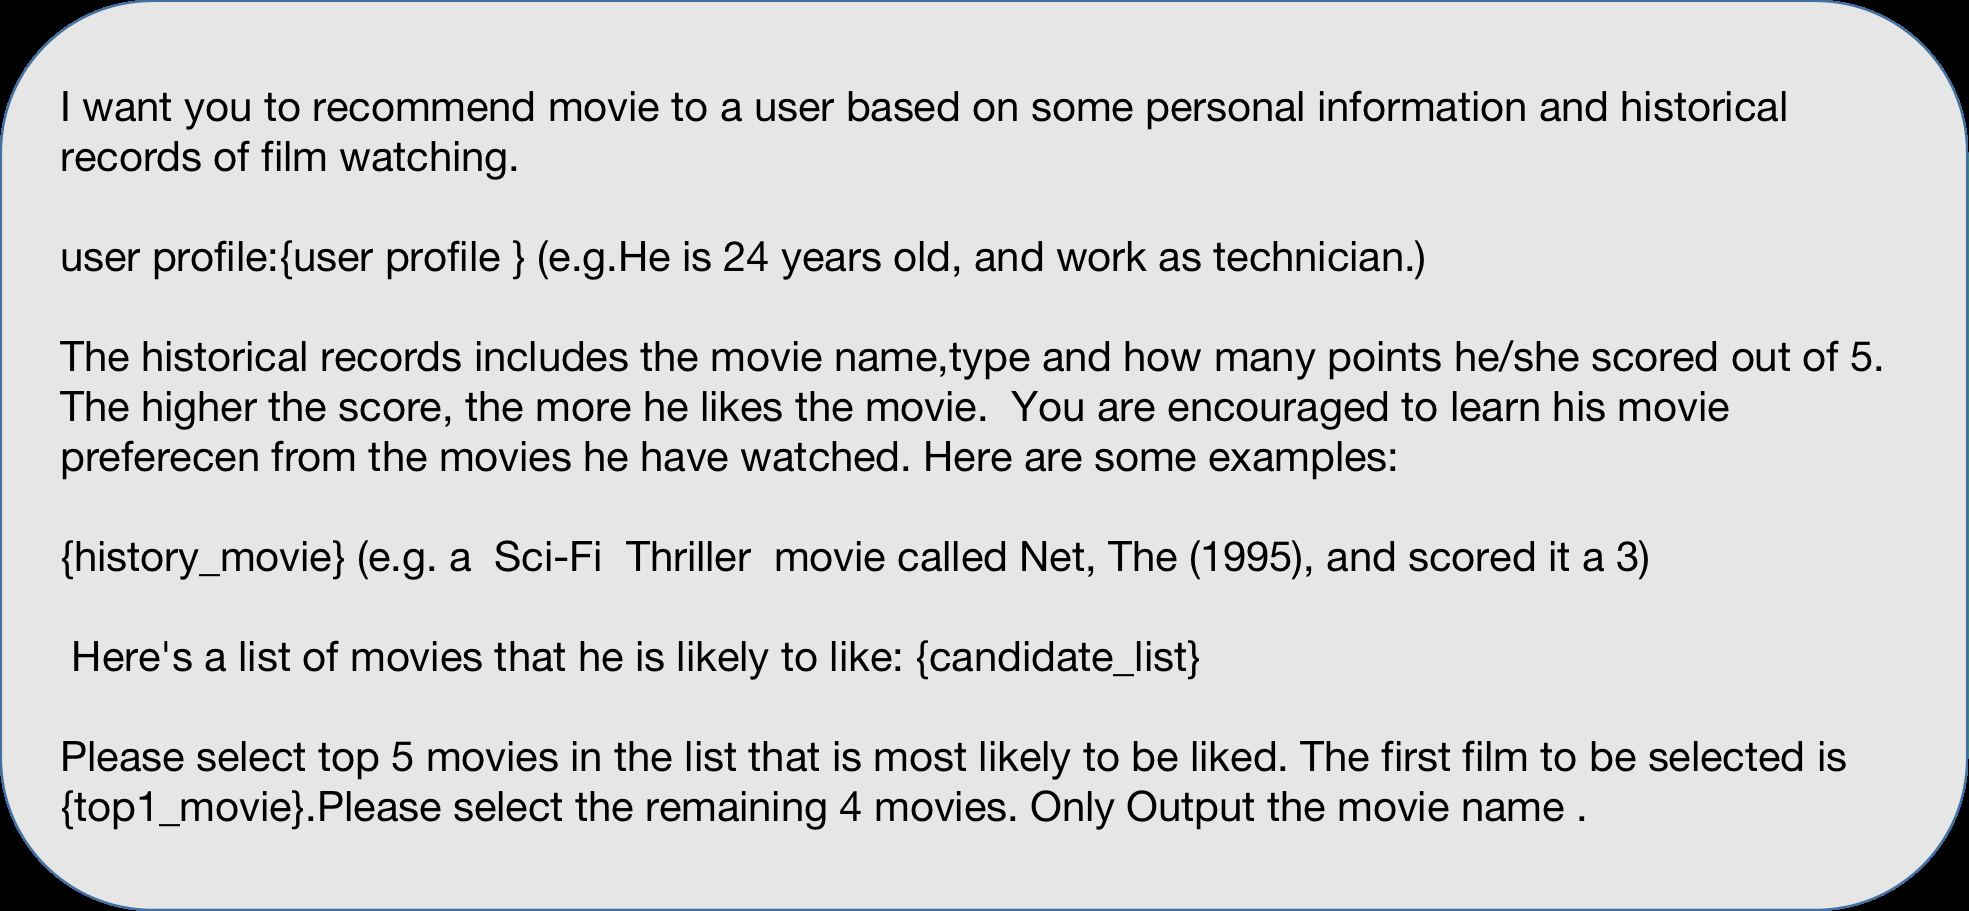 I want you to recommend movie to a user based on some personal information and historical
records of film watching.
user profile:{user profile } (e.g.He is 24 years old, and work as technician.)
The historical records includes the movie name,type and how many points he/she scored out of 5.
The higher the score, the more he likes the movie.  You are encouraged to learn his movie
preferecen from the movies he have watched. Here are some examples:
{history_movie} (e.g. a  Sci-Fi  Thriller  movie called Net, The (1995), and scored it a 3)
Here's a list of movies that he is likely to like: {candidate_list}
Please select top 5 movies in the list that is most likely to be liked. The first film to be selected is
{top1_movie}.Please select the remaining 4 movies. Only Output the movie name .